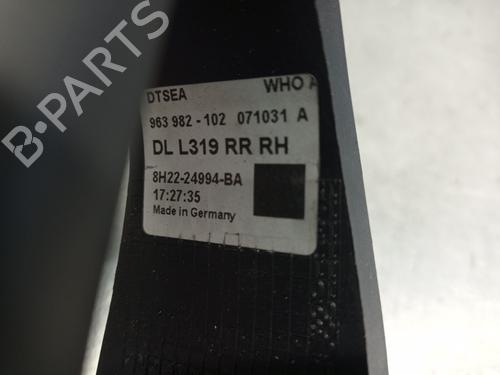 B-PARTS
DTSEA WHO A
963 982 - 102 071031 A
DL L319 RR RH
8H22-24994-BA
17:27:35
Made in Germany